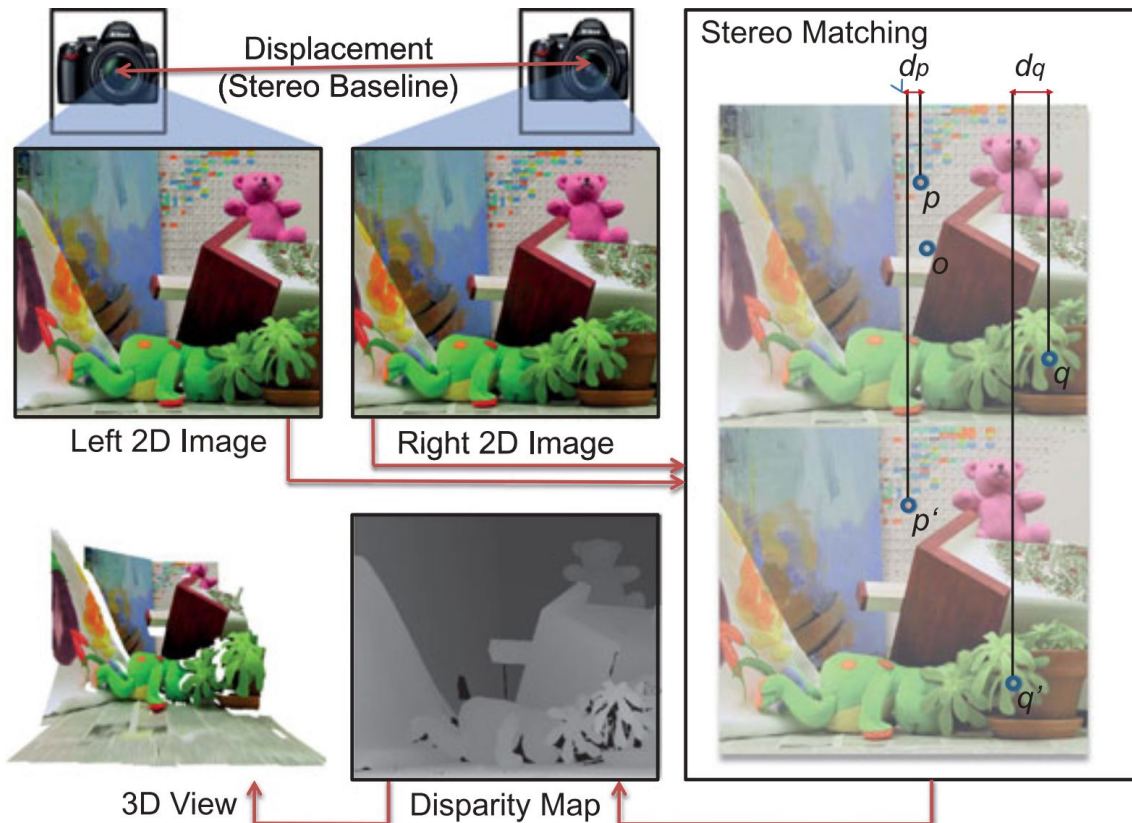 Displacement
(Stereo Baseline)
Stereo Matching
dp
dq
p
o
q
p‘
q’
Left 2D Image
Right 2D Image
3D View
Disparity Map